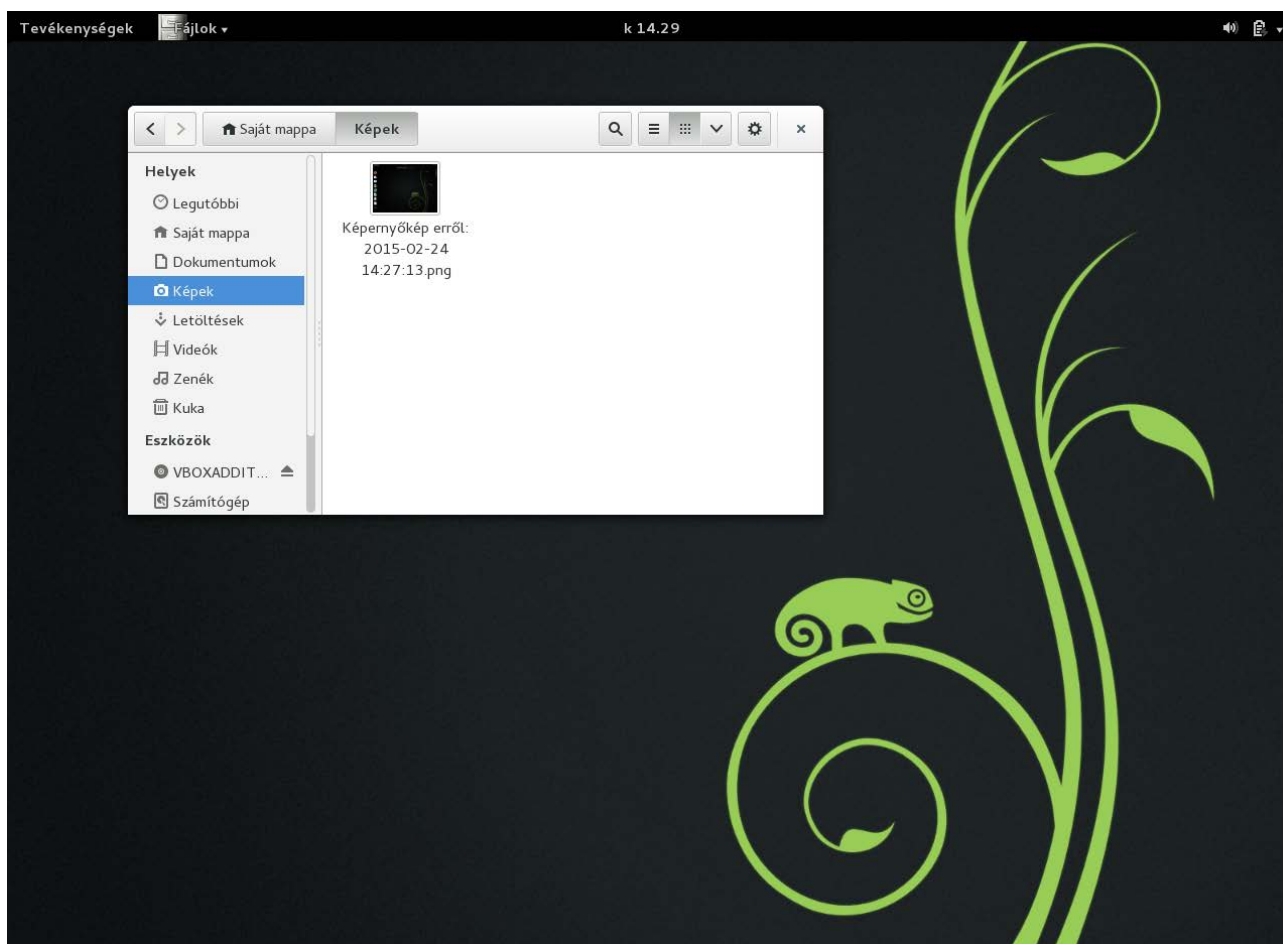 Tevékenységek Fájlok k 14.29
Saját mappa Képek
Helyek
Legutóbbi
Saját mappa
Dokumentumok
Képek
Letöltések
Videók
Zenék
Kuka
Eszközök
VBOXADDIT...
Számítógép
Képernyőkép erről:
2015-02-24
14:27:13.png